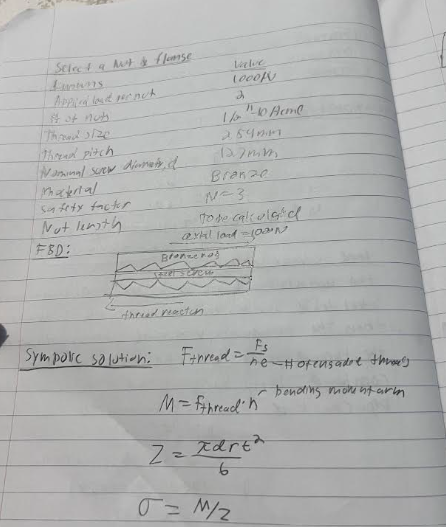 Select a Nut & flange
Knowns Value
Applied load per nut 1000N
# of nuts 2
Thread size 1/2"-10 Acme
Thread pitch 2.54mm
Nominal screw diameter, d 12.7mm
material Bronze
safety factor N=3
Nut length To be calculated
FBD: axial load = 1000N
Bronze nut
steel screw
thread reaction
Symbolic solution: Fthread = Fs/ne - # of engaged threads
M = Fthread · h - bending moment arm
Z = πdrt²/6
σ = M/Z